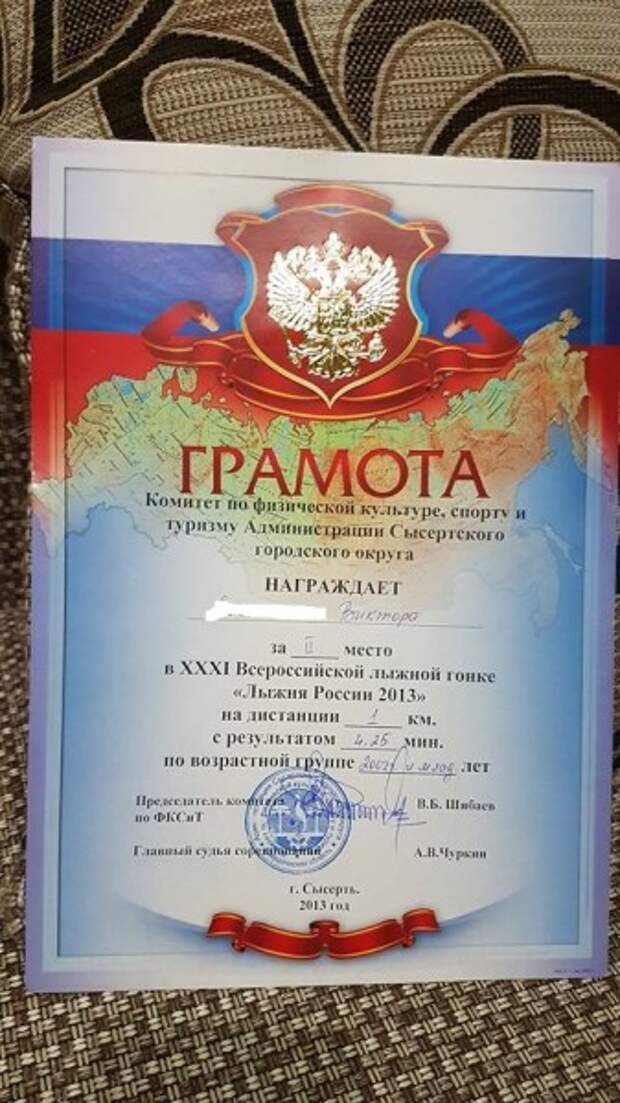 ГРАМОТА
Комитет по физической культуре, спорту и
туризму Администрации Сысертского
городского округа
НАГРАЖДАЕТ
Виктора
за II место
в XXXI Всероссийской лыжной гонке
«Лыжня России 2013»
на дистанции 1 км.
с результатом 4.25 мин.
по возрастной группе 2002 и млад. лет
Председатель комитета В.Б. Шибаев
по ФКСиТ
Главный судья соревнований А.В.Чуркин
г. Сысерть.
2013 год